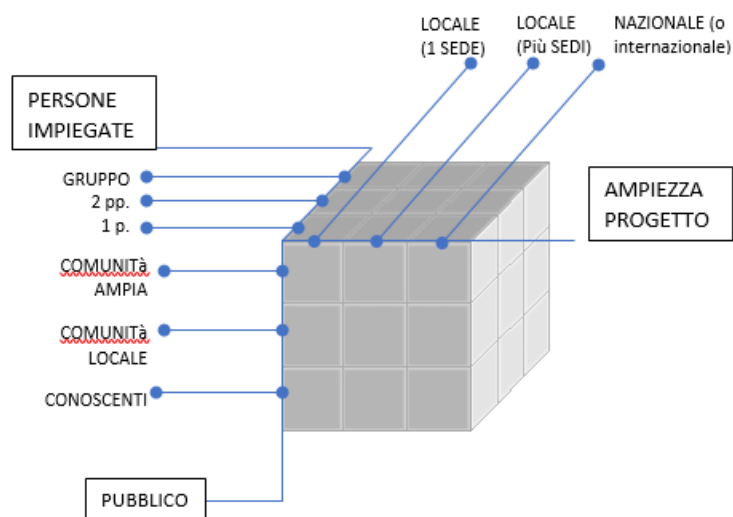 LOCALE
(1 SEDE)
LOCALE
(Più SEDI)
NAZIONALE (o
internazionale)
PERSONE
IMPIEGATE
GRUPPO
2 pp.
1 p.
AMPIEZZA
PROGETTO
COMUNITà
AMPIA
COMUNITà
LOCALE
CONOSCENTI
PUBBLICO